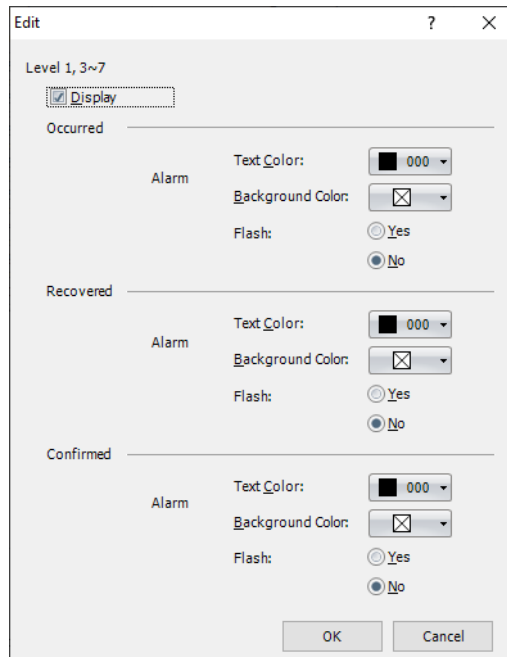 Edit ?
Level 1, 3~7
Display
Occurred
Text Color: 000
Alarm
Background Color:
Flash: Yes
No
Recovered
Text Color: 000
Alarm
Background Color:
Flash: Yes
No
Confirmed
Text Color: 000
Alarm
Background Color:
Flash: Yes
No
OK Cancel